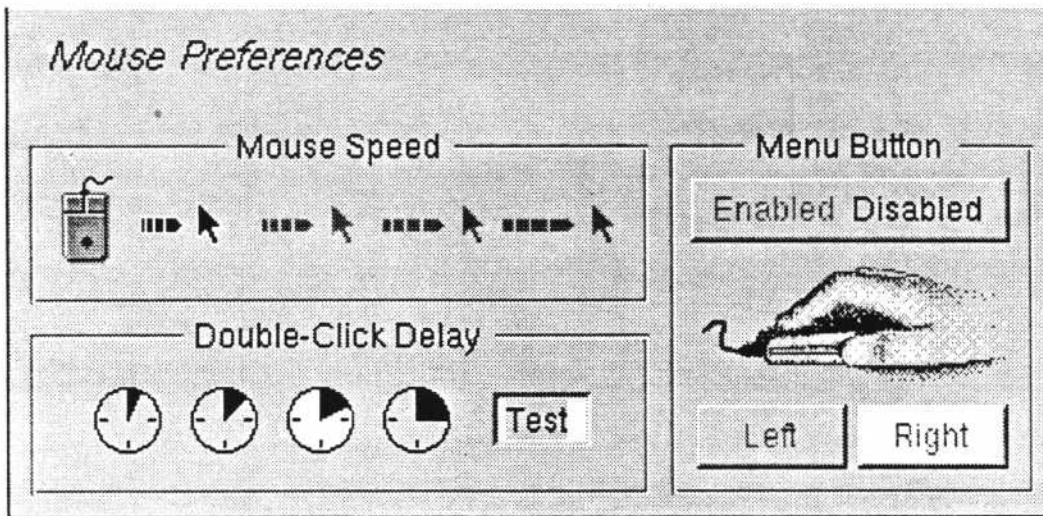 Mouse Preferences
Mouse Speed
Double-Click Delay
Test
Menu Button
Enabled Disabled
Left Right